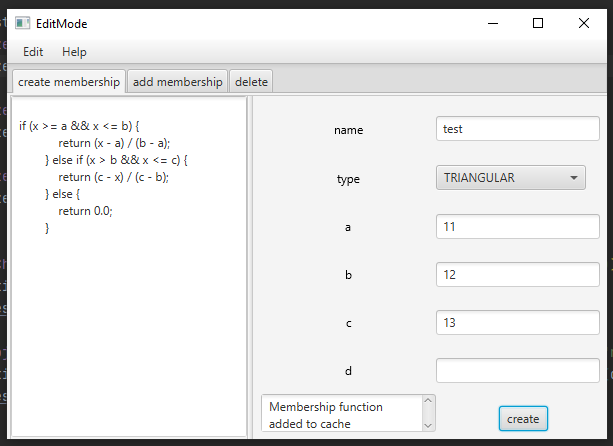 EditMode
Edit Help
create membership add membership delete
if (x >= a && x <= b) {
return (x - a) / (b - a);
} else if (x > b && x <= c) {
return (c - x) / (c - b);
} else {
return 0.0;
}
name test
type TRIANGULAR
a 11
b 12
c 13
d
Membership function
added to cache
create